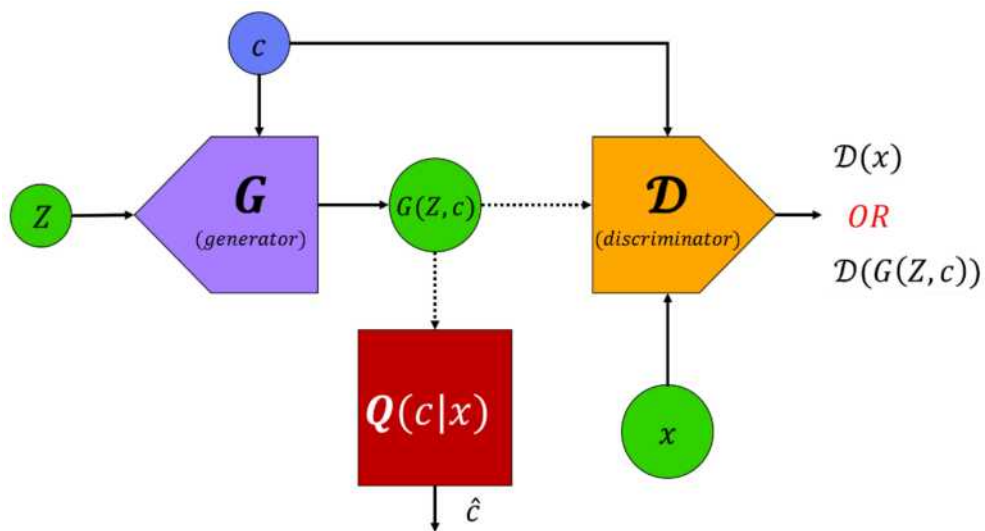 c
Z
G
(generator)
G(Z, c)
𝒟
(discriminator)
𝒟(x)
OR
𝒟(G(Z, c))
Q(c|x)
x
ĉ